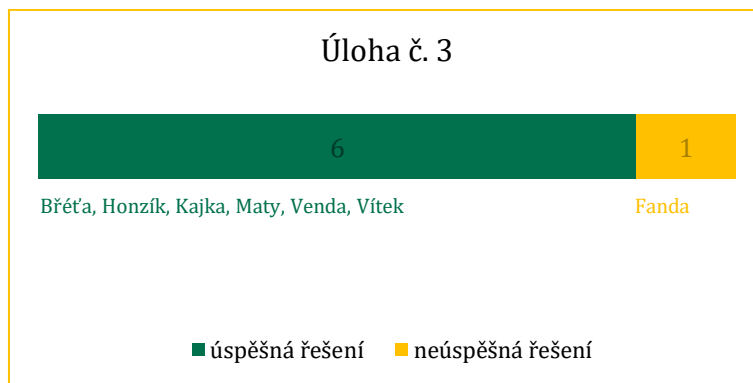 Úloha č. 3
6 1
Břéťa, Honzík, Kajka, Maty, Venda, Vítek Fanda
úspěšná řešení neúspěšná řešení